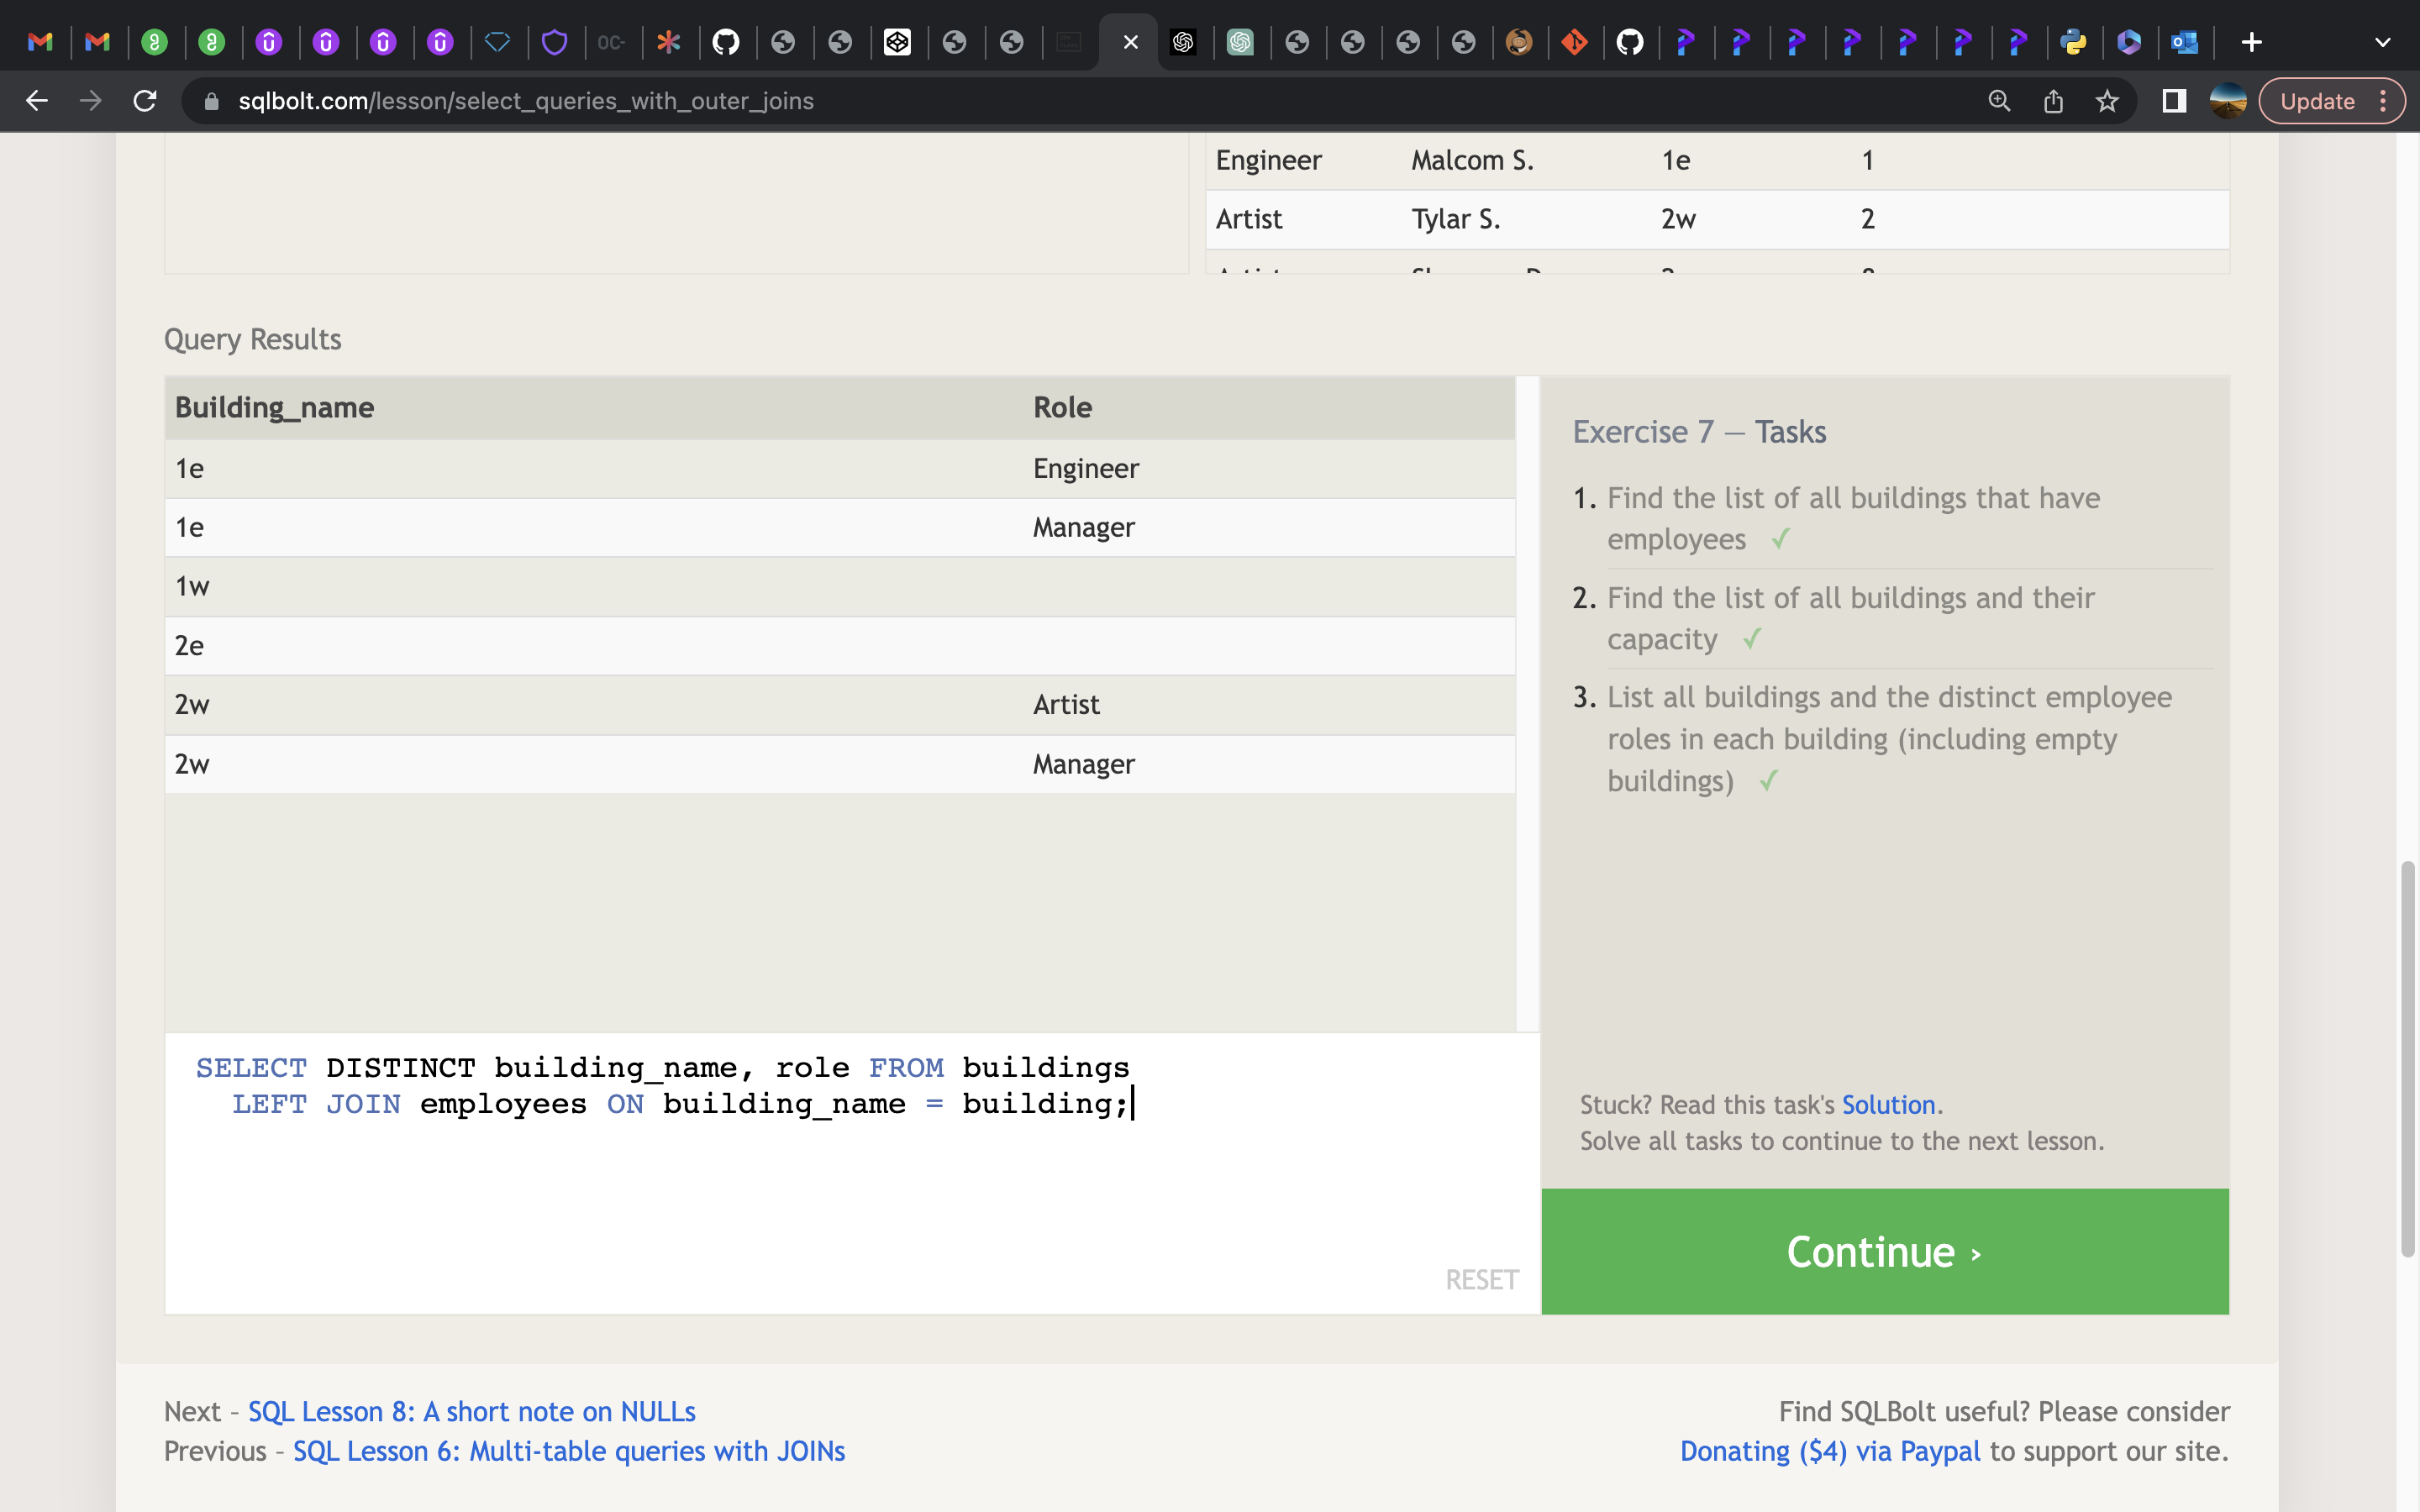 OC-
Update
sqlbolt.com/lesson/select_queries_with_outer_joins
Engineer Malcom S. 1e 1
Artist Tylar S. 2w 2
Query Results
Building_name Role
1e Engineer
1e Manager
1w
2e
2w Artist
2w Manager
Exercise 7 — Tasks
1. Find the list of all buildings that have
employees ✓
2. Find the list of all buildings and their
capacity ✓
3. List all buildings and the distinct employee
roles in each building (including empty
buildings) ✓
SELECT DISTINCT building_name, role FROM buildings
LEFT JOIN employees ON building_name = building;
RESET
Stuck? Read this task's Solution.
Solve all tasks to continue to the next lesson.
Continue ›
Next – SQL Lesson 8: A short note on NULLs
Previous – SQL Lesson 6: Multi-table queries with JOINs
Find SQLBolt useful? Please consider
Donating ($4) via Paypal to support our site.